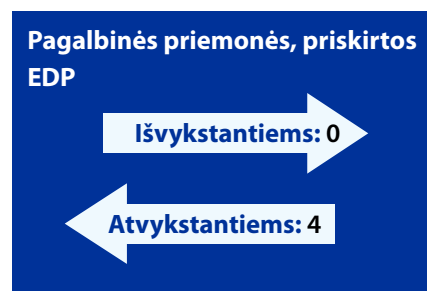 Pagalbinės priemonės, priskirtos
EDP
Išvykstantiems: 0
Atvykstantiems: 4